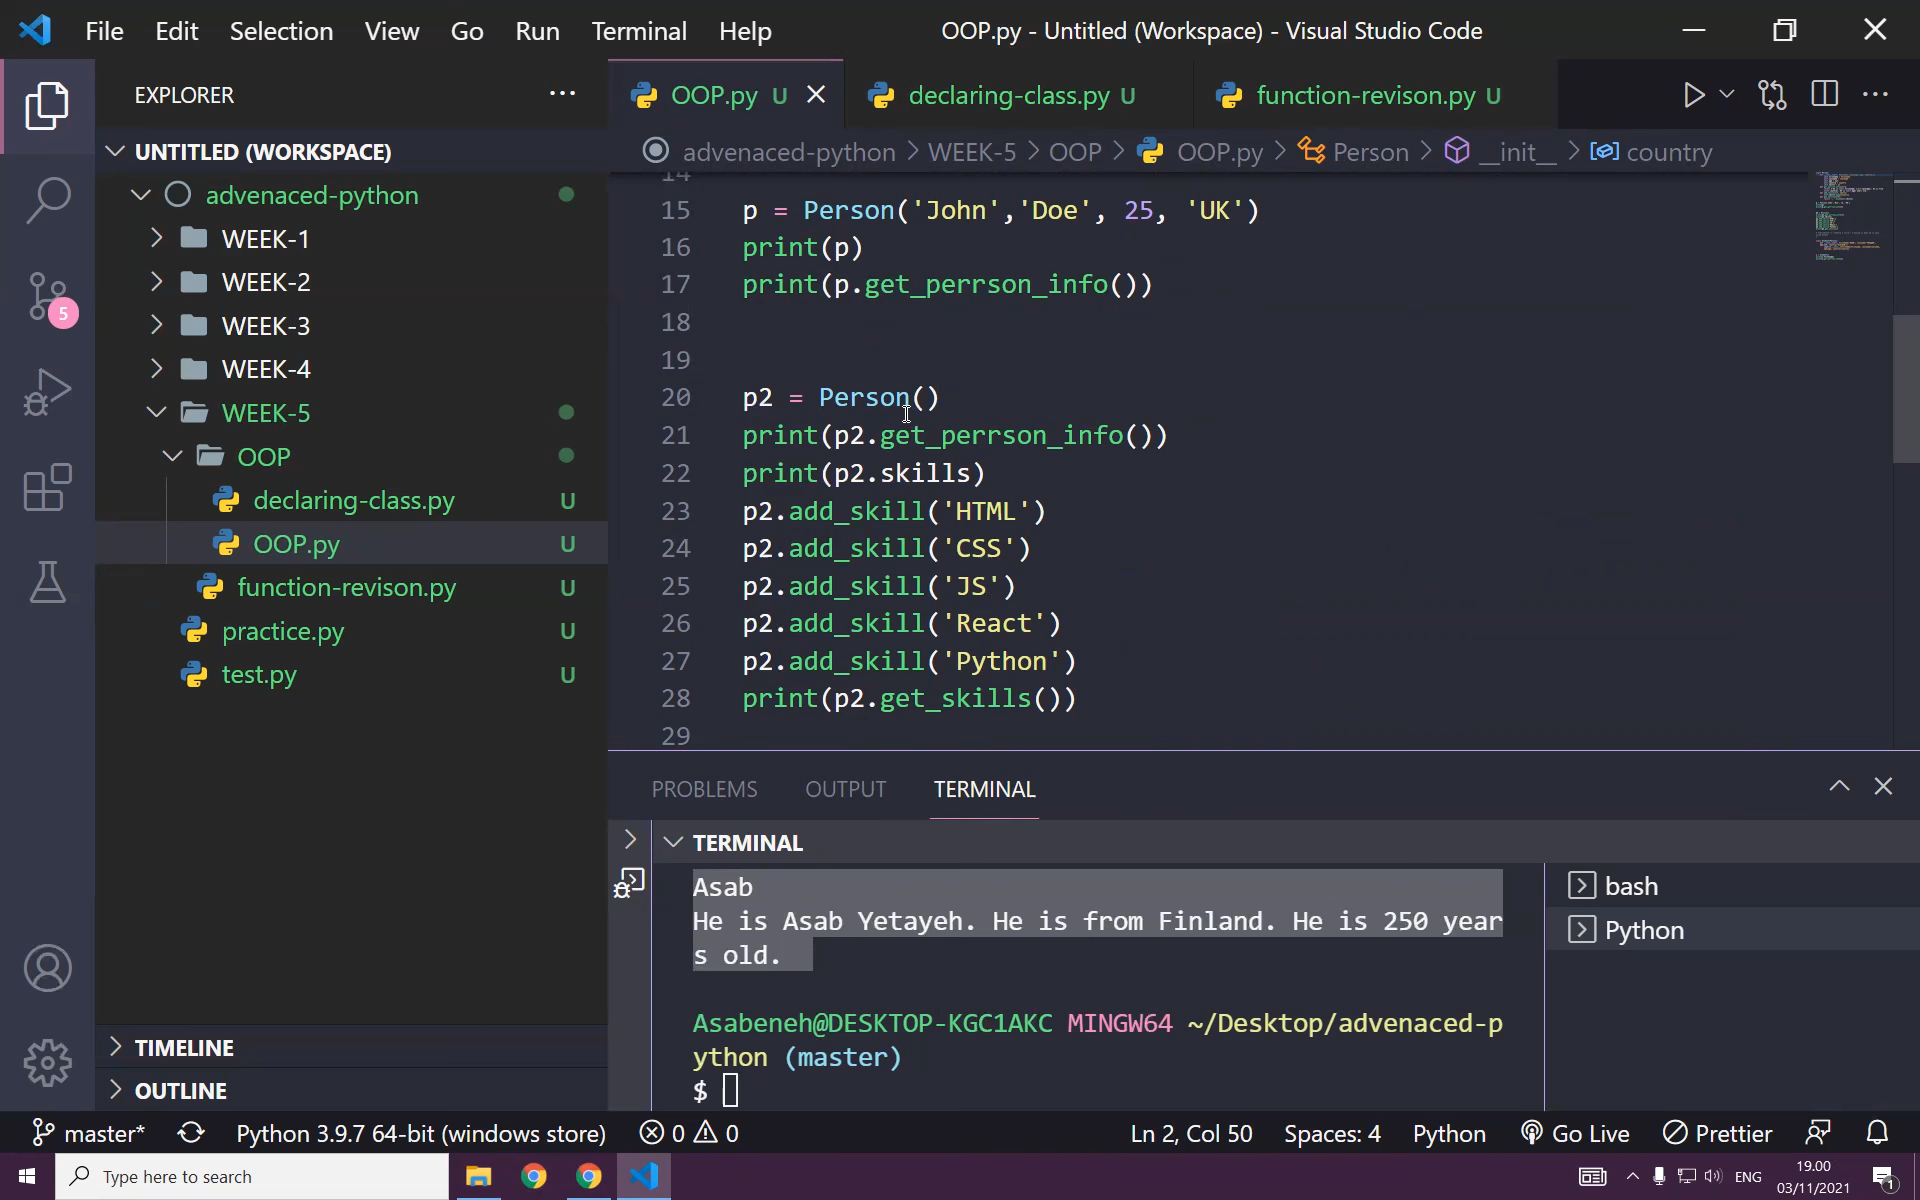 File Edit Selection View Go Run Terminal Help
OOP.py - Untitled (Workspace) - Visual Studio Code
EXPLORER
OOP.py U
declaring-class.py U
function-revison.py U
UNTITLED (WORKSPACE)
advenaced-python > WEEK-5 > OOP > OOP.py > Person > __init__ > country
advenaced-python
WEEK-1
WEEK-2
WEEK-3
WEEK-4
WEEK-5
OOP
declaring-class.py U
OOP.py U
function-revison.py U
practice.py U
test.py U
TIMELINE
OUTLINE
14
15 p = Person('John','Doe', 25, 'UK')
16 print(p)
17 print(p.get_perrson_info())
18
19
20 p2 = Person()
21 print(p2.get_perrson_info())
22 print(p2.skills)
23 p2.add_skill('HTML')
24 p2.add_skill('CSS')
25 p2.add_skill('JS')
26 p2.add_skill('React')
27 p2.add_skill('Python')
28 print(p2.get_skills())
29
PROBLEMS OUTPUT TERMINAL
TERMINAL
Asab
He is Asab Yetayeh. He is from Finland. He is 250 year
s old.
Asabeneh@DESKTOP-KGC1AKC MINGW64 ~/Desktop/advenaced-p
ython (master)
$
bash
Python
5
master* Python 3.9.7 64-bit (windows store) 0 0 Ln 2, Col 50 Spaces: 4 Python Go Live Prettier
Type here to search
ENG
19.00
03/11/2021
1